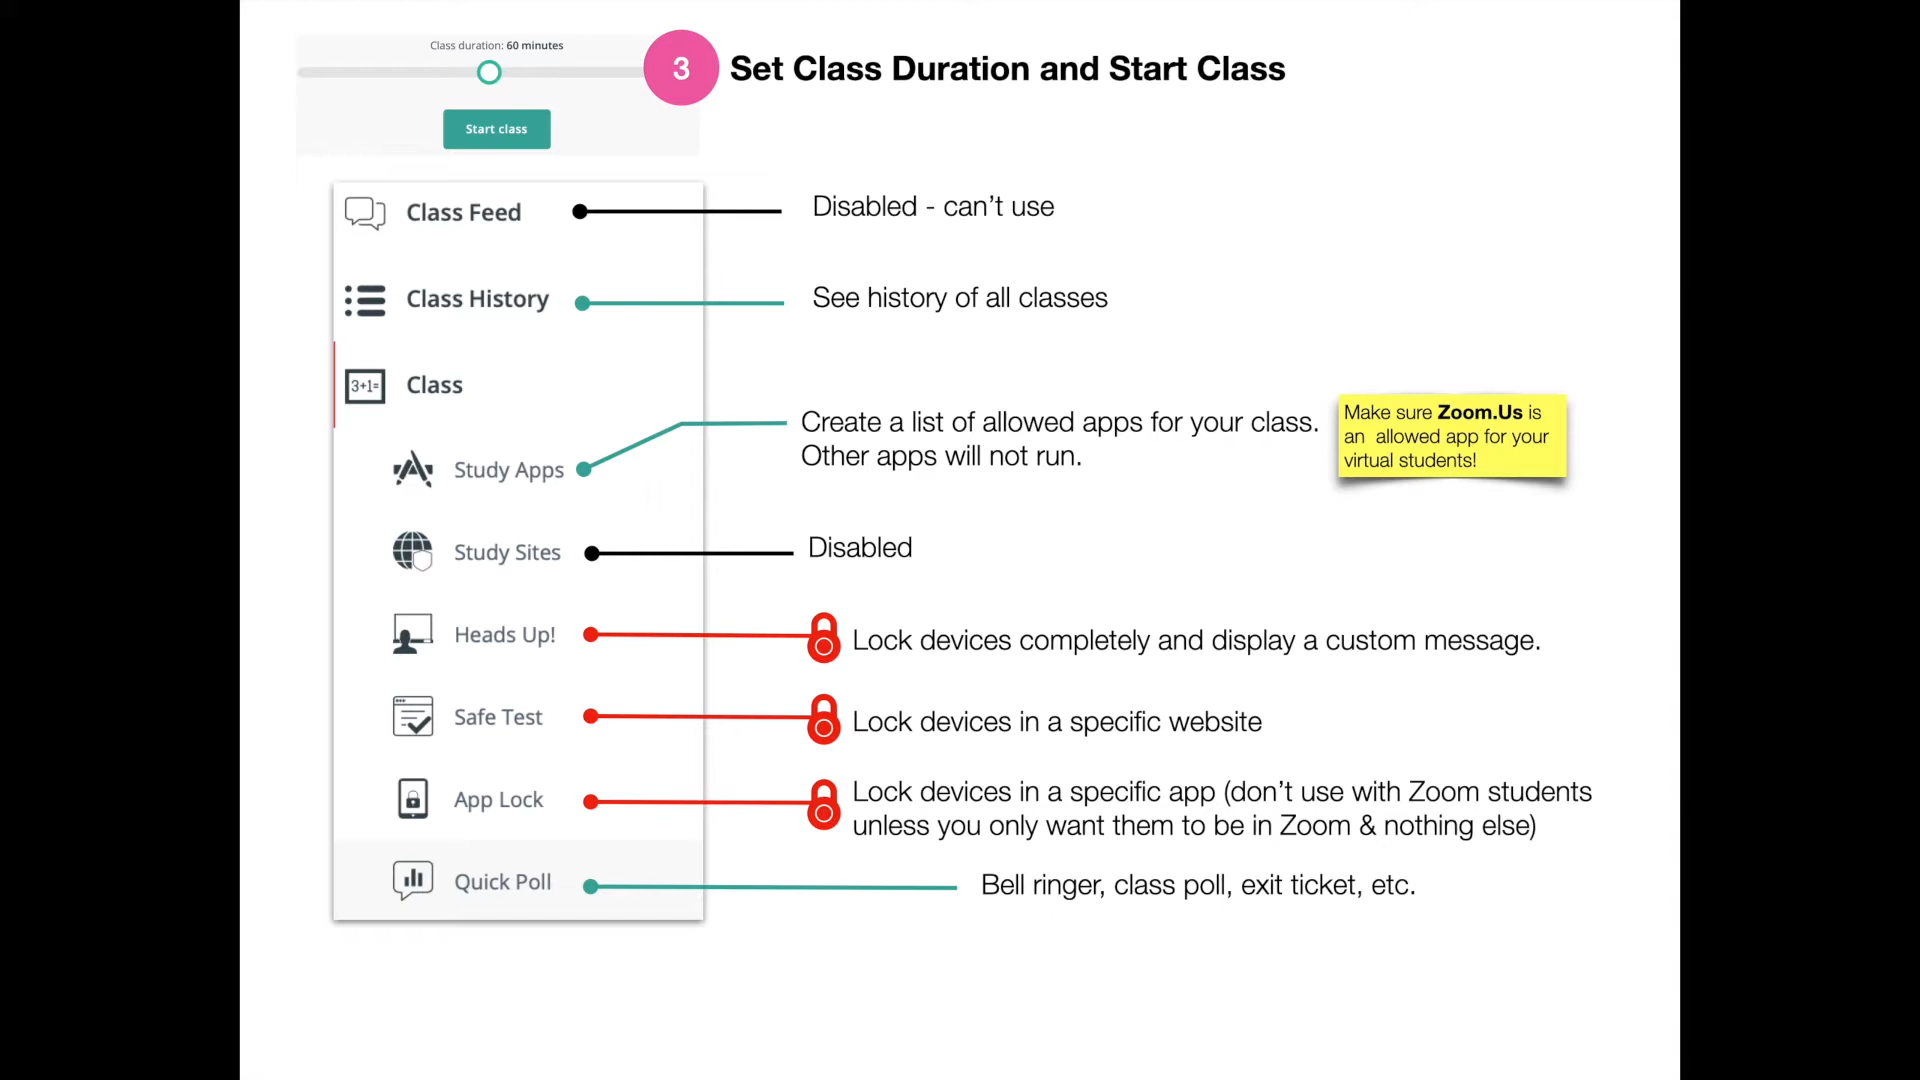 Class duration: 60 minutes
3
Set Class Duration and Start Class
Start class
Class Feed
Disabled - can’t use
Class History
See history of all classes
3+1=
Class
Create a list of allowed apps for your class.
Other apps will not run.
Make sure Zoom.Us is
an allowed app for your
virtual students!
Study Apps
Study Sites
Disabled
Heads Up!
Lock devices completely and display a custom message.
Safe Test
Lock devices in a specific website
App Lock
Lock devices in a specific app (don’t use with Zoom students
unless you only want them to be in Zoom & nothing else)
Quick Poll
Bell ringer, class poll, exit ticket, etc.